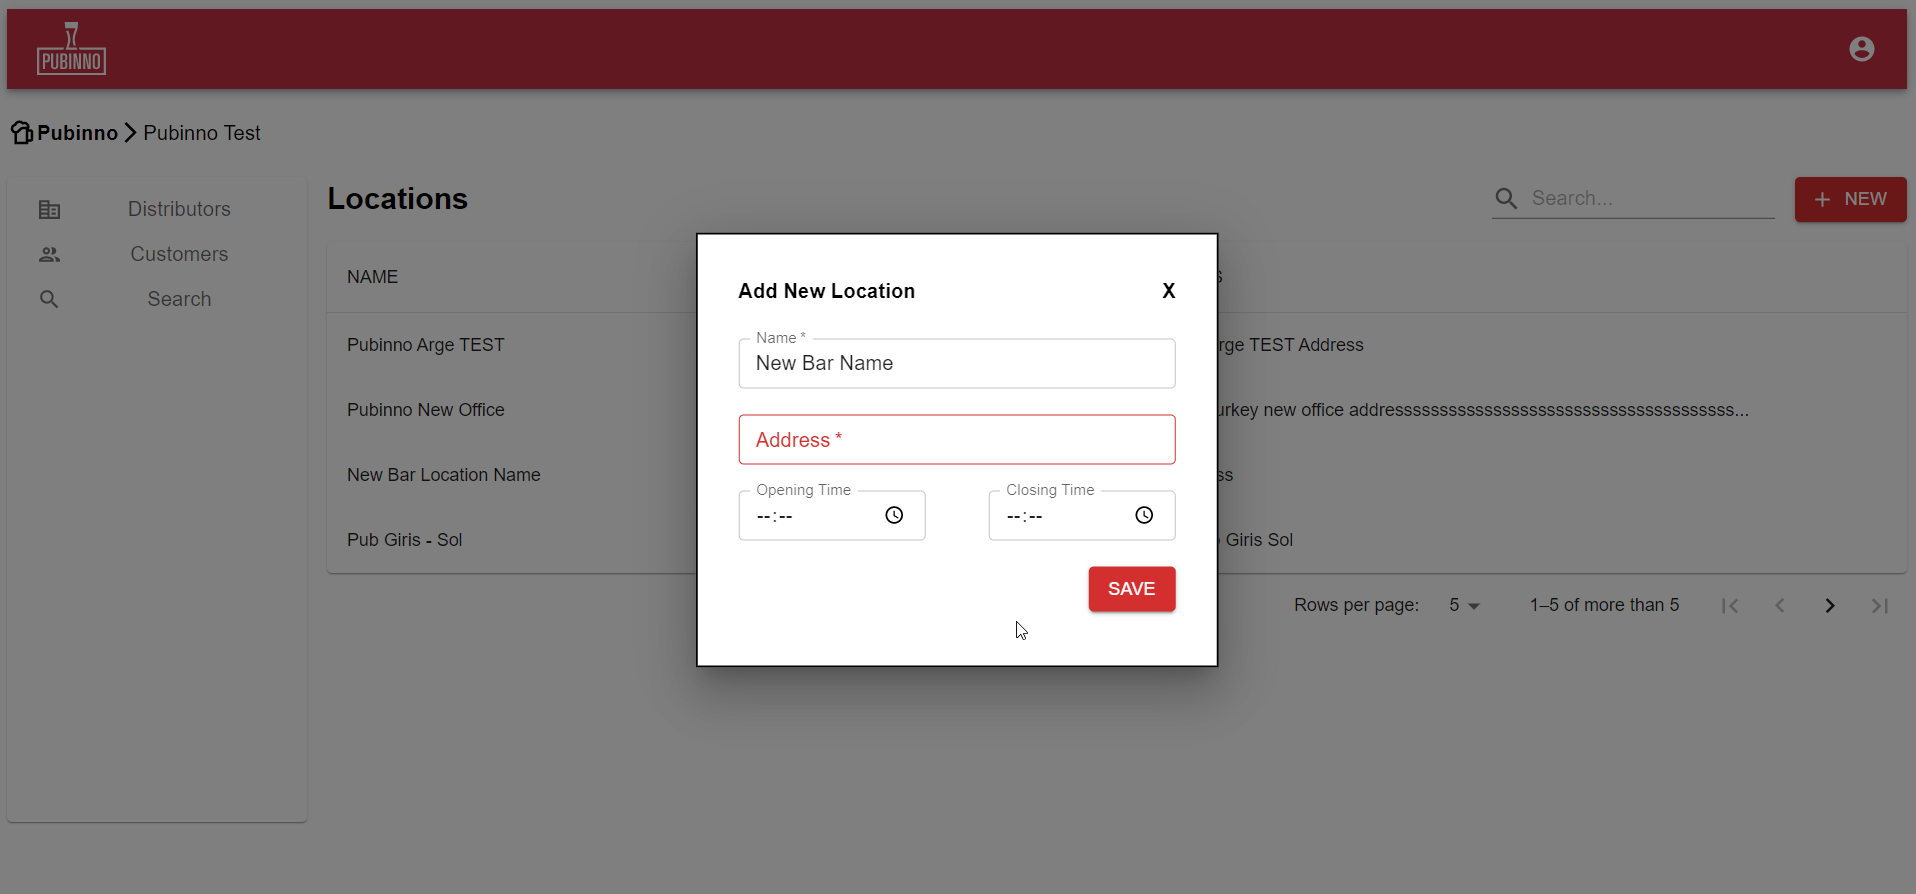 PUBINNO
Pubinno > Pubinno Test
Distributors
Customers
Search
Locations
Search...
+ NEW
NAME
S
Pubinno Arge TEST
rge TEST Address
Pubinno New Office
urkey new office addresssssssssssssssssssssssssssssssssssssss...
New Bar Location Name
ss
Pub Giris - Sol
Giris Sol
Rows per page: 5
1–5 of more than 5
Add New Location
X
Name *
New Bar Name
Address *
Opening Time
--:--
Closing Time
--:--
SAVE